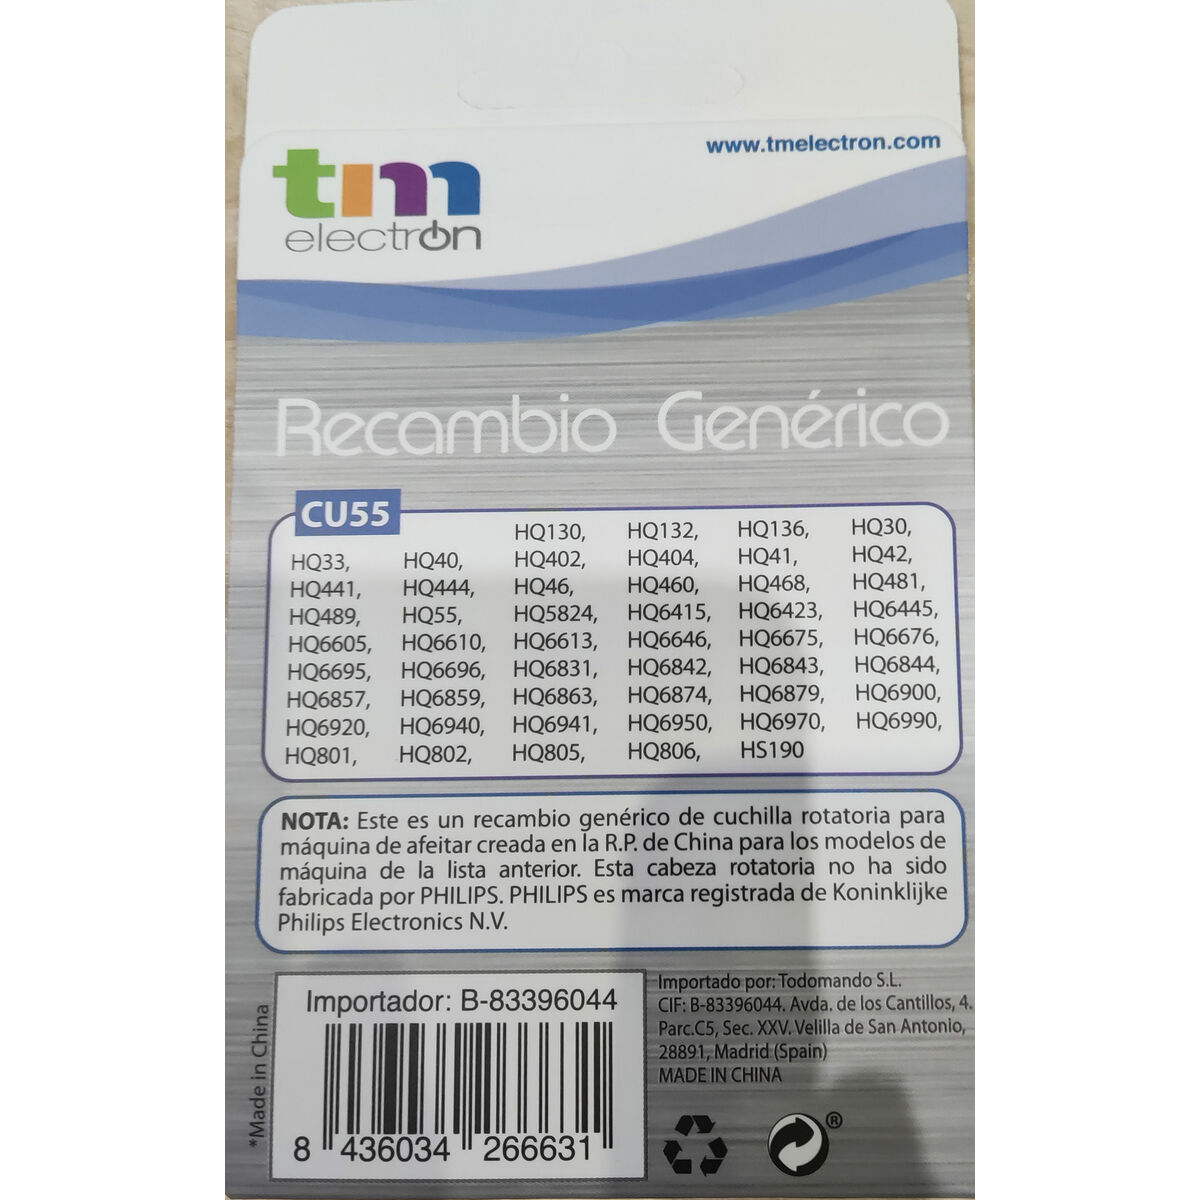 www.tmelectron.com
tm
electrón
Recambio Genérico
CU55
HQ130, HQ132, HQ136, HQ30,
HQ33, HQ40, HQ402, HQ404, HQ41, HQ42,
HQ441, HQ444, HQ46, HQ460, HQ468, HQ481,
HQ489, HQ55, HQ5824, HQ6415, HQ6423, HQ6445,
HQ6605, HQ6610, HQ6613, HQ6646, HQ6675, HQ6676,
HQ6695, HQ6696, HQ6831, HQ6842, HQ6843, HQ6844,
HQ6857, HQ6859, HQ6863, HQ6874, HQ6879, HQ6900,
HQ6920, HQ6940, HQ6941, HQ6950, HQ6970, HQ6990,
HQ801, HQ802, HQ805, HQ806, HS190
NOTA: Este es un recambio genérico de cuchilla rotatoria para
máquina de afeitar creada en la R.P. de China para los modelos de
máquina de la lista anterior. Esta cabeza rotatoria no ha sido
fabricada por PHILIPS. PHILIPS es marca registrada de Koninklijke
Philips Electronics N.V.
*Made in China
Importador: B-83396044
8 436034 266631
Importado por: Todomando S.L.
CIF: B-83396044. Avda. de los Cantillos, 4.
Parc.C5, Sec. XXV. Velilla de San Antonio,
28891, Madrid (Spain)
MADE IN CHINA
®